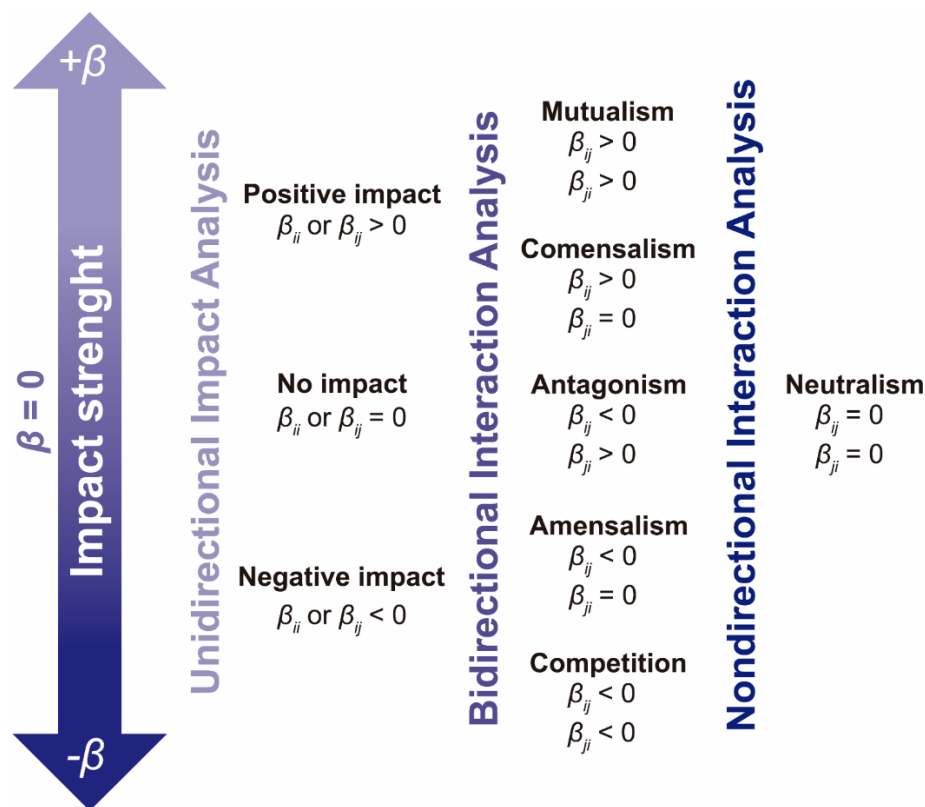 +β
β = 0
Impact strenght
-β
Unidirectional Impact Analysis
Positive impact
βii or βij > 0
No impact
βii or βij = 0
Negative impact
βii or βij < 0
Bidirectional Interaction Analysis
Mutualism
βij > 0
βji > 0
Comensalism
βij > 0
βji = 0
Antagonism
βij < 0
βji > 0
Amensalism
βij < 0
βji = 0
Competition
βij < 0
βji < 0
Nondirectional Interaction Analysis
Neutralism
βij = 0
βji = 0